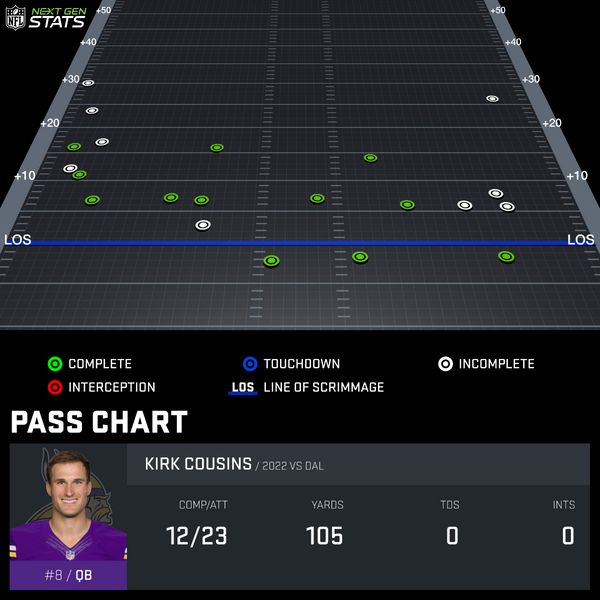 NFL NEXT GEN STATS
+50 +50
+40 +40
+30 +30
+20 +20
+10 +10
LOS LOS
COMPLETE TOUCHDOWN INCOMPLETE
INTERCEPTION LOS LINE OF SCRIMMAGE
PASS CHART
KIRK COUSINS / 2022 VS DAL
COMP/ATT YARDS TDS INTS
12/23 105 0 0
#8 / QB